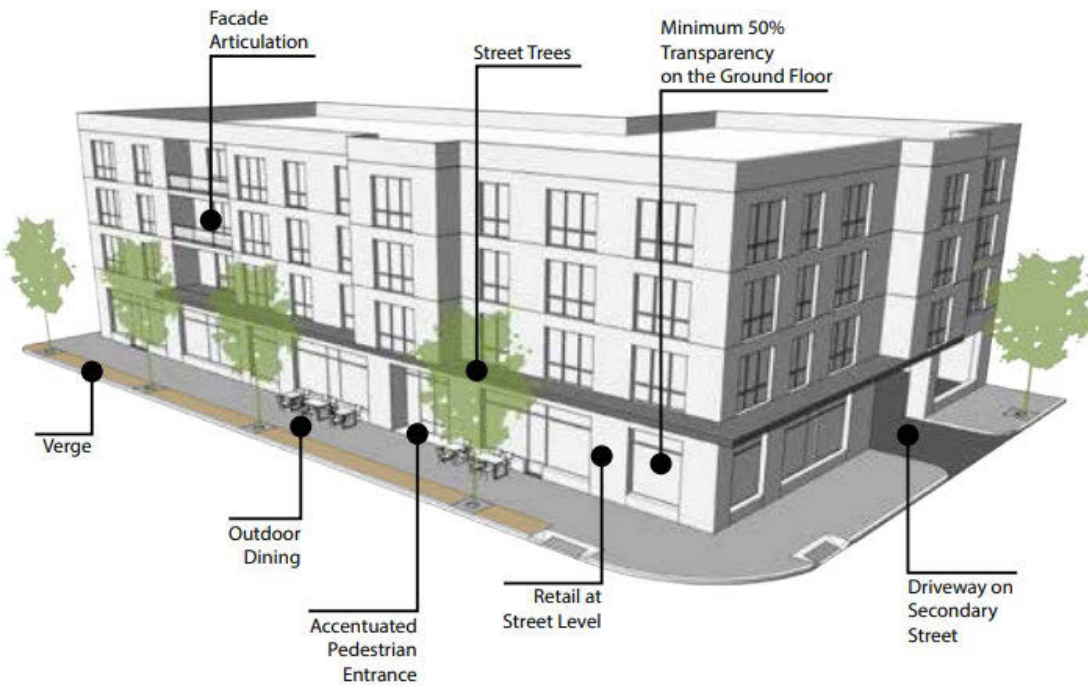 Facade
Articulation
Street Trees
Minimum 50%
Transparency
on the Ground Floor
Verge
Outdoor
Dining
Accentuated
Pedestrian
Entrance
Retail at
Street Level
Driveway on
Secondary
Street